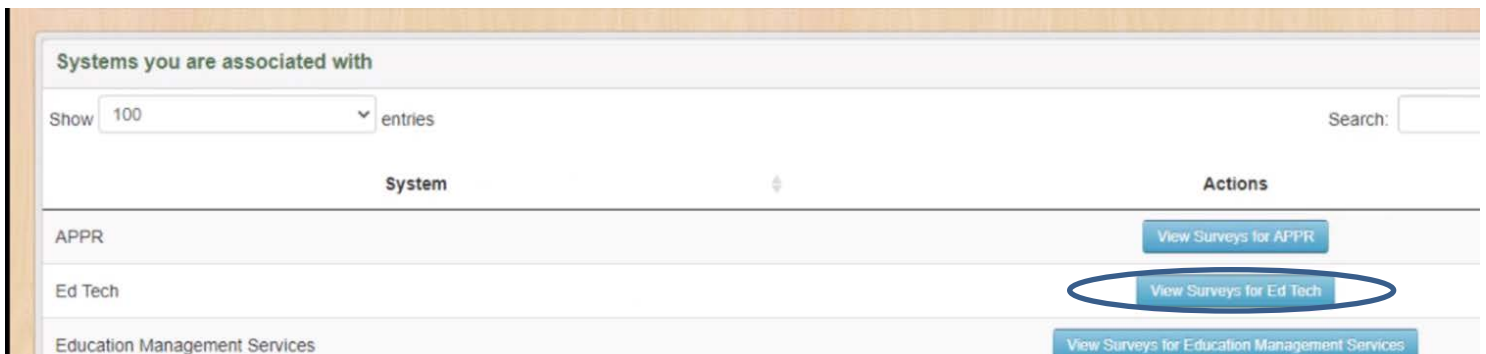 Systems you are associated with
Show 100 entries Search:
System Actions
APPR View Surveys for APPR
Ed Tech View Surveys for Ed Tech
Education Management Services View Surveys for Education Management Services